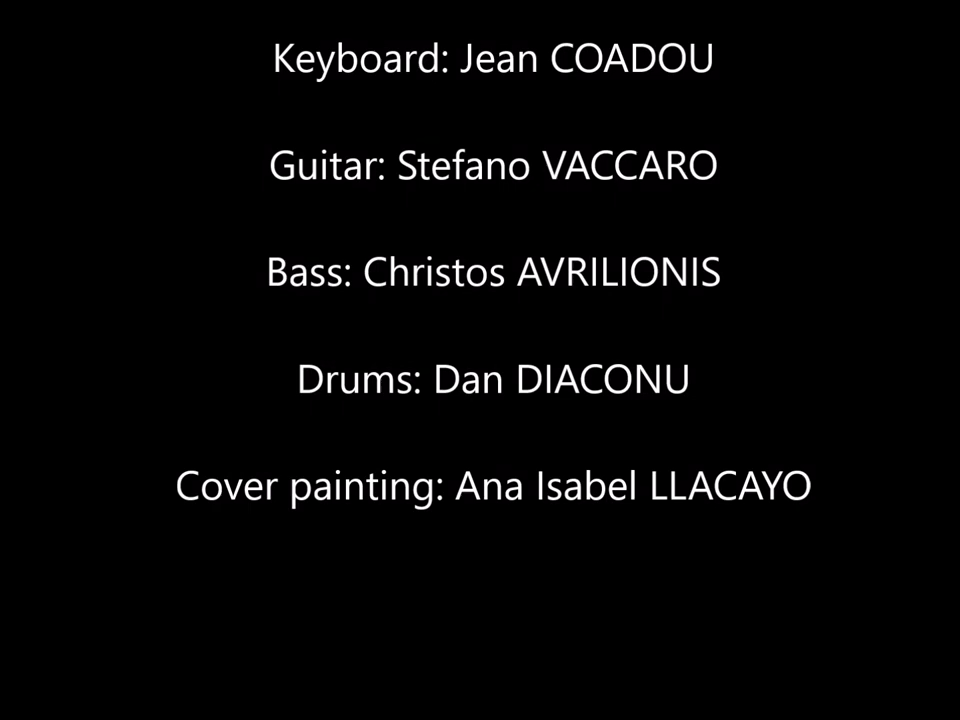 Keyboard: Jean COADOU
Guitar: Stefano VACCARO
Bass: Christos AVRILIONIS
Drums: Dan DIACONU
Cover painting: Ana Isabel LLACAYO